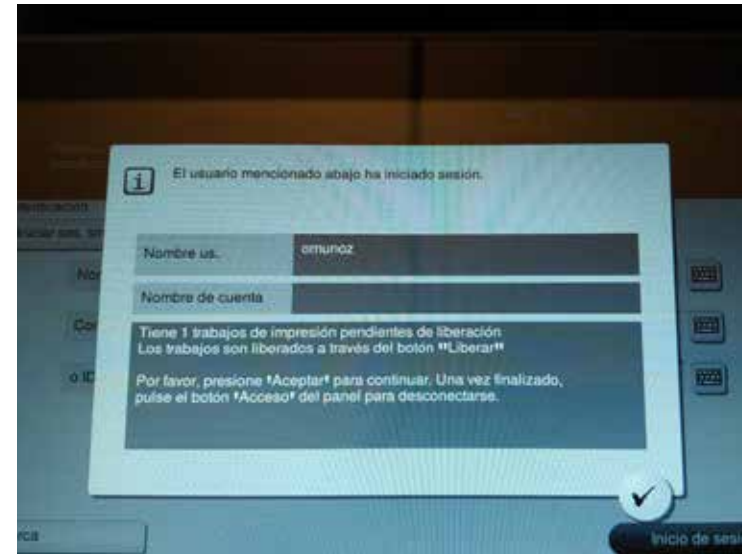 El usuario mencionado abajo ha iniciado sesión.
Nombre us.
omunoz
Nombre de cuenta
Tiene 1 trabajos de impresión pendientes de liberación
Los trabajos son liberados a través del botón "Liberar"
Por favor, presione 'Aceptar' para continuar. Una vez finalizado,
pulse el botón 'Acceso' del panel para desconectarse.
o ID
Inicio de sesi